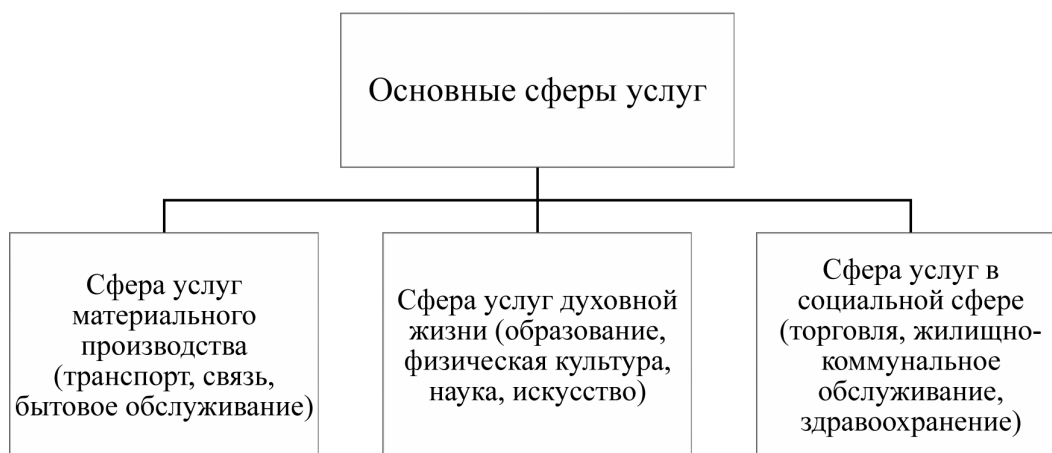 Основные сферы услуг
Сфера услуг
материального
производства
(транспорт, связь,
бытовое обслуживание)
Сфера услуг духовной
жизни (образование,
физическая культура,
наука, искусство)
Сфера услуг в
социальной сфере
(торговля, жилищно-
коммунальное
обслуживание,
здравоохранение)